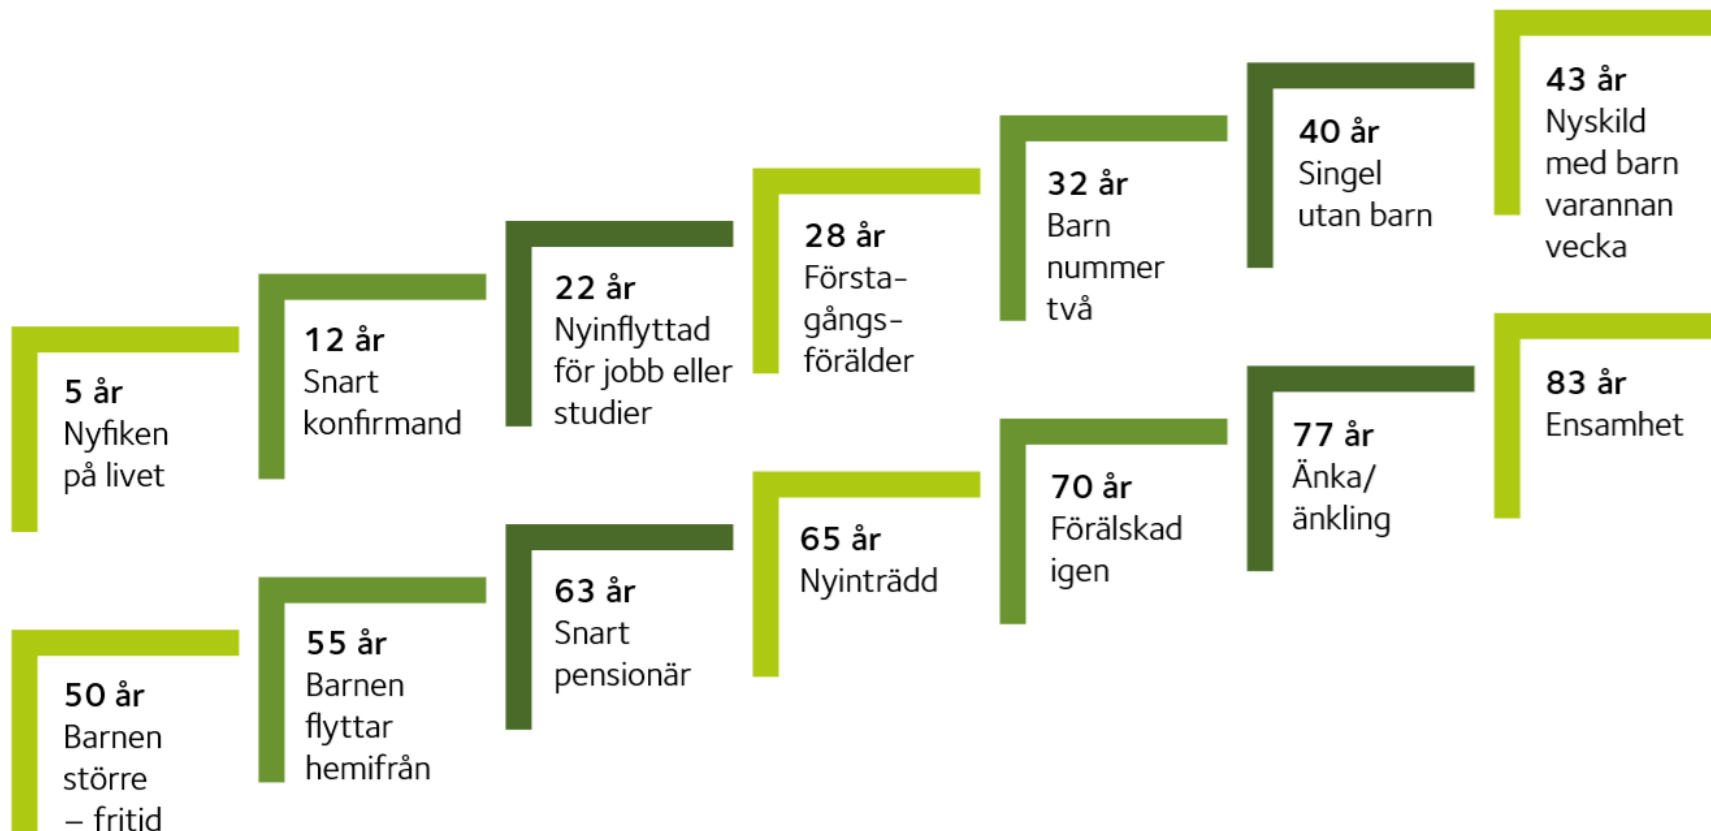 5 år
Nyfiken
på livet
12 år
Snart
konfirmand
22 år
Nyinflyttad
för jobb eller
studier
28 år
Första-
gångs-
förälder
32 år
Barn
nummer
två
40 år
Singel
utan barn
43 år
Nyskild
med barn
varannan
vecka
50 år
Barnen
större
– fritid
55 år
Barnen
flyttar
hemifrån
63 år
Snart
pensionär
65 år
Nyinträdd
70 år
Förälskad
igen
77 år
Änka/
änkling
83 år
Ensamhet